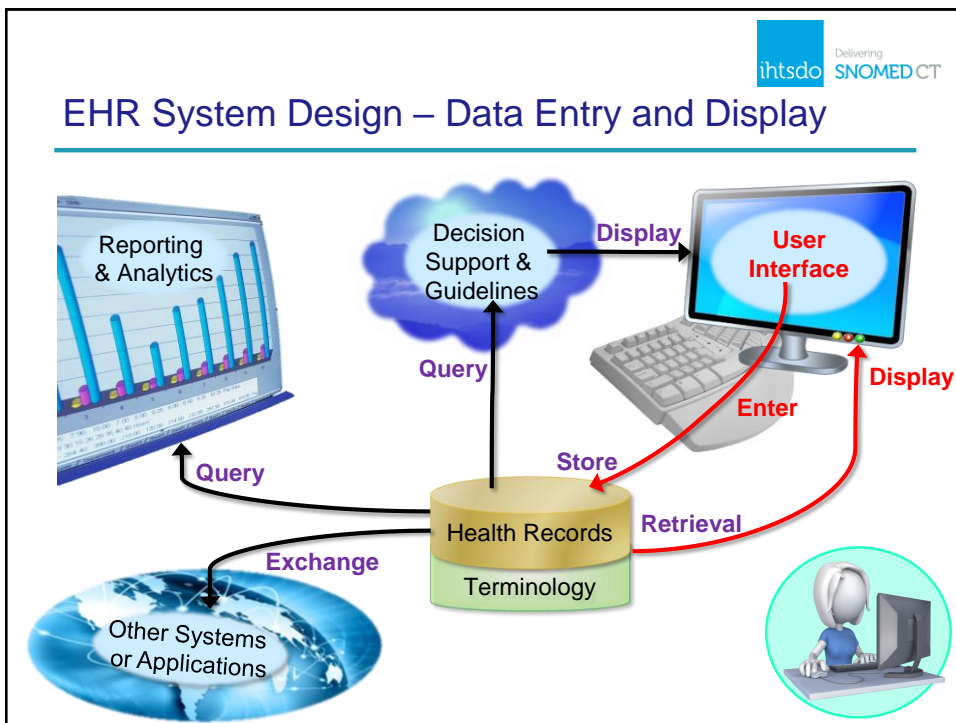 ihtsdo
Delivering
SNOMED CT
EHR System Design – Data Entry and Display
Reporting
& Analytics
Decision
Support &
Guidelines
Display
User
Interface
Query
Display
Enter
Store
Query
Health Records
Retrieval
Exchange
Terminology
Other Systems
or Applications